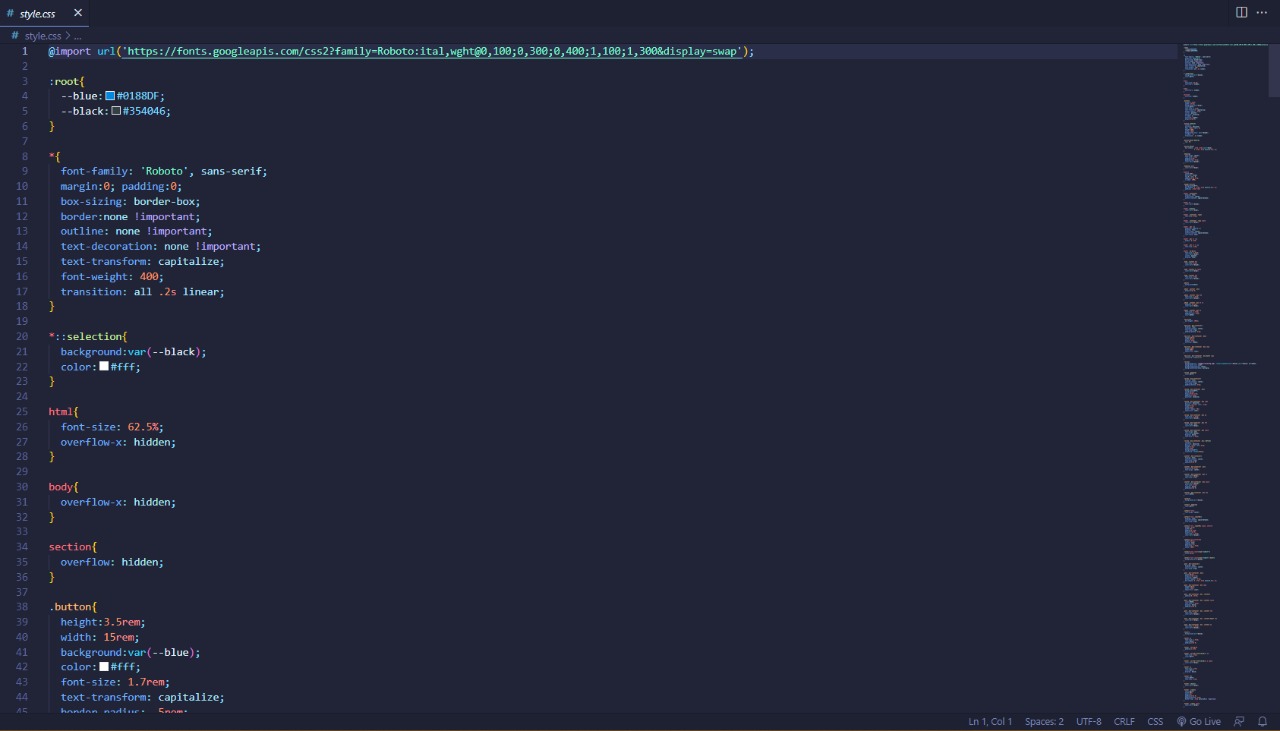 # style.css ×
# style.css > ...
1 @import url('https://fonts.googleapis.com/css2?family=Roboto:ital,wght@0,100;0,300;0,400;1,100;1,300&display=swap');
2
3 :root{
4 --blue:#0188DF;
5 --black:#354046;
6 }
7
8 *{
9 font-family: 'Roboto', sans-serif;
10 margin:0; padding:0;
11 box-sizing: border-box;
12 border:none !important;
13 outline: none !important;
14 text-decoration: none !important;
15 text-transform: capitalize;
16 font-weight: 400;
17 transition: all .2s linear;
18 }
19
20 *::selection{
21 background:var(--black);
22 color:#fff;
23 }
24
25 html{
26 font-size: 62.5%;
27 overflow-x: hidden;
28 }
29
30 body{
31 overflow-x: hidden;
32 }
33
34 section{
35 overflow: hidden;
36 }
37
38 .button{
39 height:3.5rem;
40 width: 15rem;
41 background:var(--blue);
42 color:#fff;
43 font-size: 1.7rem;
44 text-transform: capitalize;
45 border-radius: .5rem;
Ln 1, Col 1 Spaces: 2 UTF-8 CRLF CSS Go Live